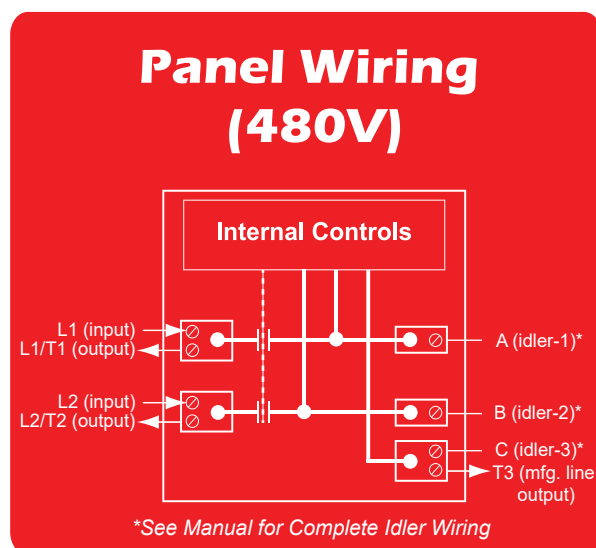 Panel Wiring
(480V)
Internal Controls
L1 (input)
L1/T1 (output)
A (idler-1)*
L2 (input)
L2/T2 (output)
B (idler-2)*
C (idler-3)*
T3 (mfg. line
output)
*See Manual for Complete Idler Wiring